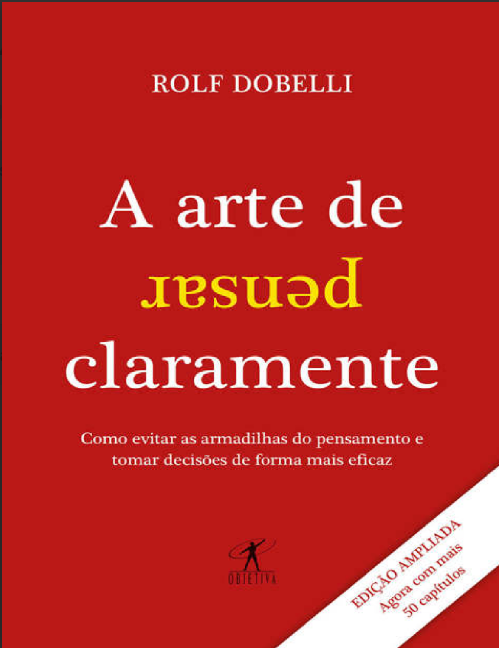 ROLF DOBELLI
A arte de
pensar
claramente
Como evitar as armadilhas do pensamento e
tomar decisões de forma mais eficaz
OBJETIVA
EDIÇÃO AMPLIADA
Agora com mais
50 capítulos